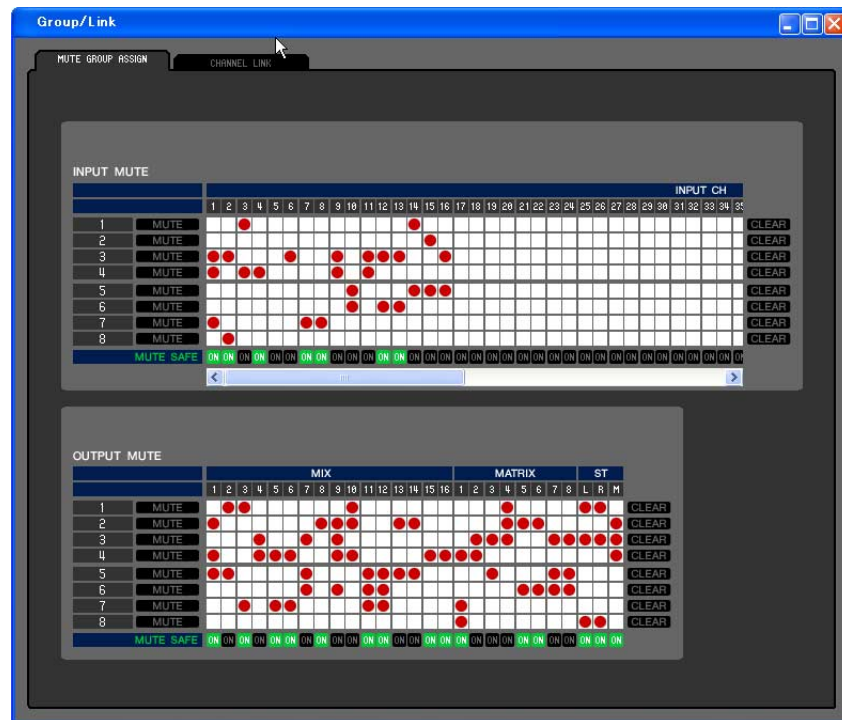 Group/Link
MUTE GROUP ASSIGN
CHANNEL LINK
INPUT MUTE
INPUT CH
1 2 3 4 5 6 7 8 9 10 11 12 13 14 15 16 17 18 19 20 21 22 23 24 25 26 27 28 29 30 31 32 33 34 35
1 MUTE CLEAR
2 MUTE CLEAR
3 MUTE CLEAR
4 MUTE CLEAR
5 MUTE CLEAR
6 MUTE CLEAR
7 MUTE CLEAR
8 MUTE CLEAR
MUTE SAFE ON ON ON ON ON ON ON ON ON ON ON ON ON ON ON ON ON ON ON ON ON ON ON ON ON ON ON ON ON ON ON ON ON ON
OUTPUT MUTE
MIX MATRIX ST
1 2 3 4 5 6 7 8 9 10 11 12 13 14 15 16 1 2 3 4 5 6 7 8 L R M
1 MUTE CLEAR
2 MUTE CLEAR
3 MUTE CLEAR
4 MUTE CLEAR
5 MUTE CLEAR
6 MUTE CLEAR
7 MUTE CLEAR
8 MUTE CLEAR
MUTE SAFE ON ON ON ON ON ON ON ON ON ON ON ON ON ON ON ON ON ON ON ON ON ON ON ON ON ON ON